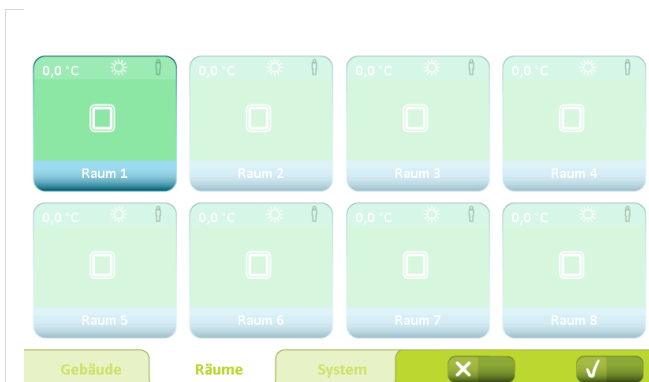 0,0 °C 0,0 °C 0,0 °C 0,0 °C
Raum 1 Raum 2 Raum 3 Raum 4
0,0 °C 0,0 °C 0,0 °C 0,0 °C
Raum 5 Raum 6 Raum 7 Raum 8
Gebäude Räume System